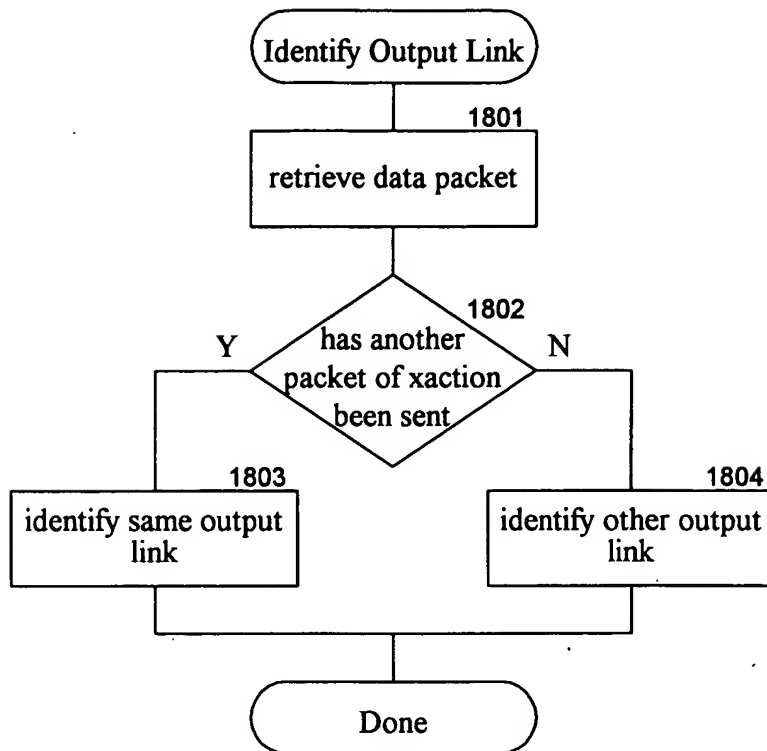 Identify Output Link
1801
retrieve data packet
1802
Y
N
has another
packet of xaction
been sent
1803
1804
identify same output
link
identify other output
link
Done